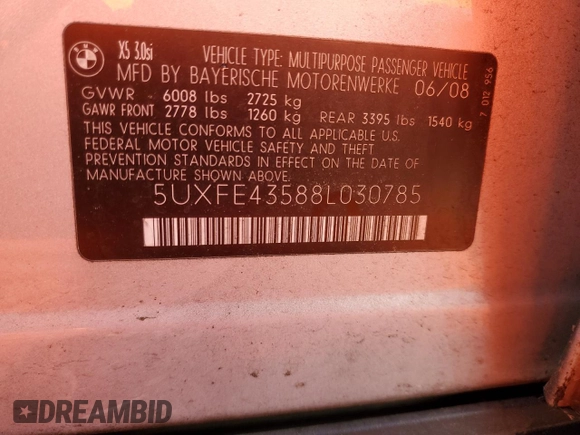 BMW
X5 3.0si
VEHICLE TYPE: MULTIPURPOSE PASSENGER VEHICLE
MFD BY BAYERISCHE MOTORENWERKE 06/08
GVWR 6008 lbs 2725 kg
GAWR FRONT 2778 lbs 1260 kg REAR 3395 lbs 1540 kg
THIS VEHICLE CONFORMS TO ALL APPLICABLE U.S.
FEDERAL MOTOR VEHICLE SAFETY AND THEFT
PREVENTION STANDARDS IN EFFECT ON THE DATE OF
MANUFACTURE SHOWN ABOVE.
5UXFE43588L030785
7 012 956
DREAMBID